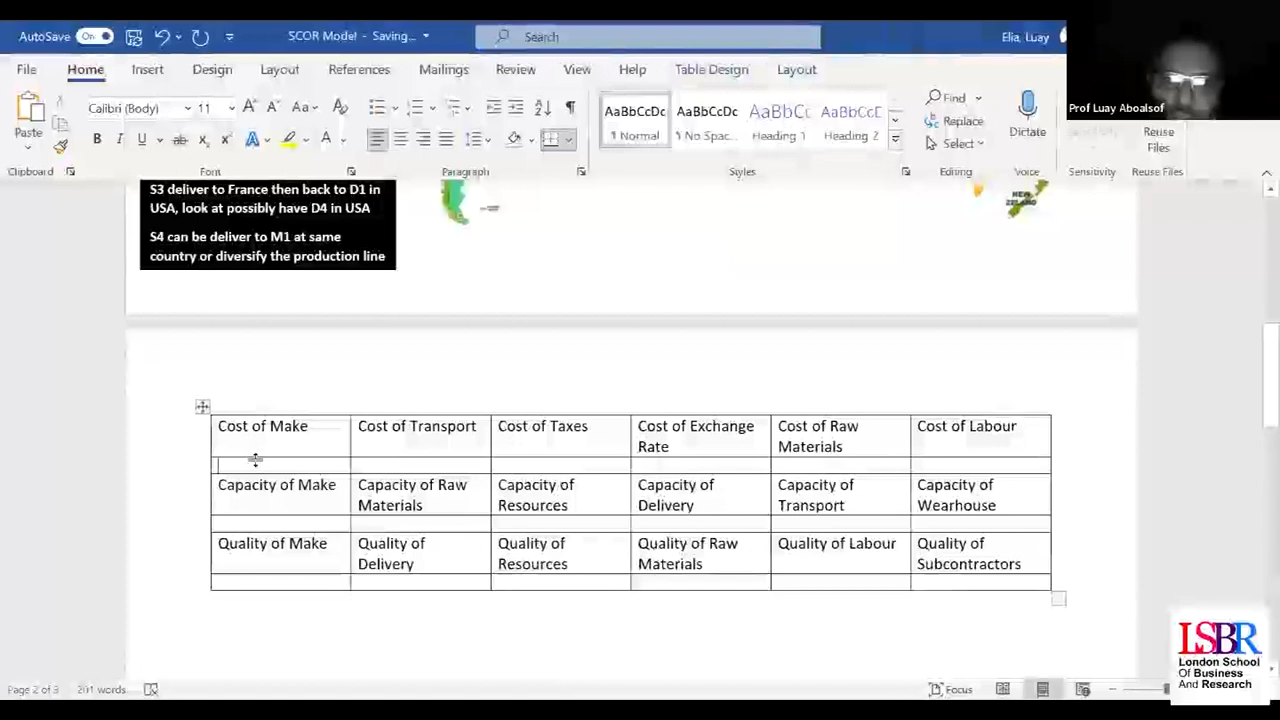 AutoSave On
SCOR Model - Saving...
Search
Elia, Luay
File Home Insert Design Layout References Mailings Review View Help Table Design Layout
Prof Luay Aboalsof
Paste
Calibri (Body) 11
AaBbCcDc AaBbCcDc AaBbCc AaBbCcE
¶ Normal ¶ No Spac... Heading 1 Heading 2
Find
Replace
Select
Dictate
Reuse
Files
Clipboard Font Paragraph Styles Editing Voice Sensitivity Reuse Files
S3 deliver to France then back to D1 in
USA, look at possibly have D4 in USA
S4 can be deliver to M1 at same
country or diversify the production line
NEW
ZELAND
Cost of Make
Cost of Transport
Cost of Taxes
Cost of Exchange
Rate
Cost of Raw
Materials
Cost of Labour
Capacity of Make
Capacity of Raw
Materials
Capacity of
Resources
Capacity of
Delivery
Capacity of
Transport
Capacity of
Wearhouse
Quality of Make
Quality of
Delivery
Quality of
Resources
Quality of Raw
Materials
Quality of Labour
Quality of
Subcontractors
Page 2 of 3 201 words
Focus
LSBR
London School
Of Business
And Research